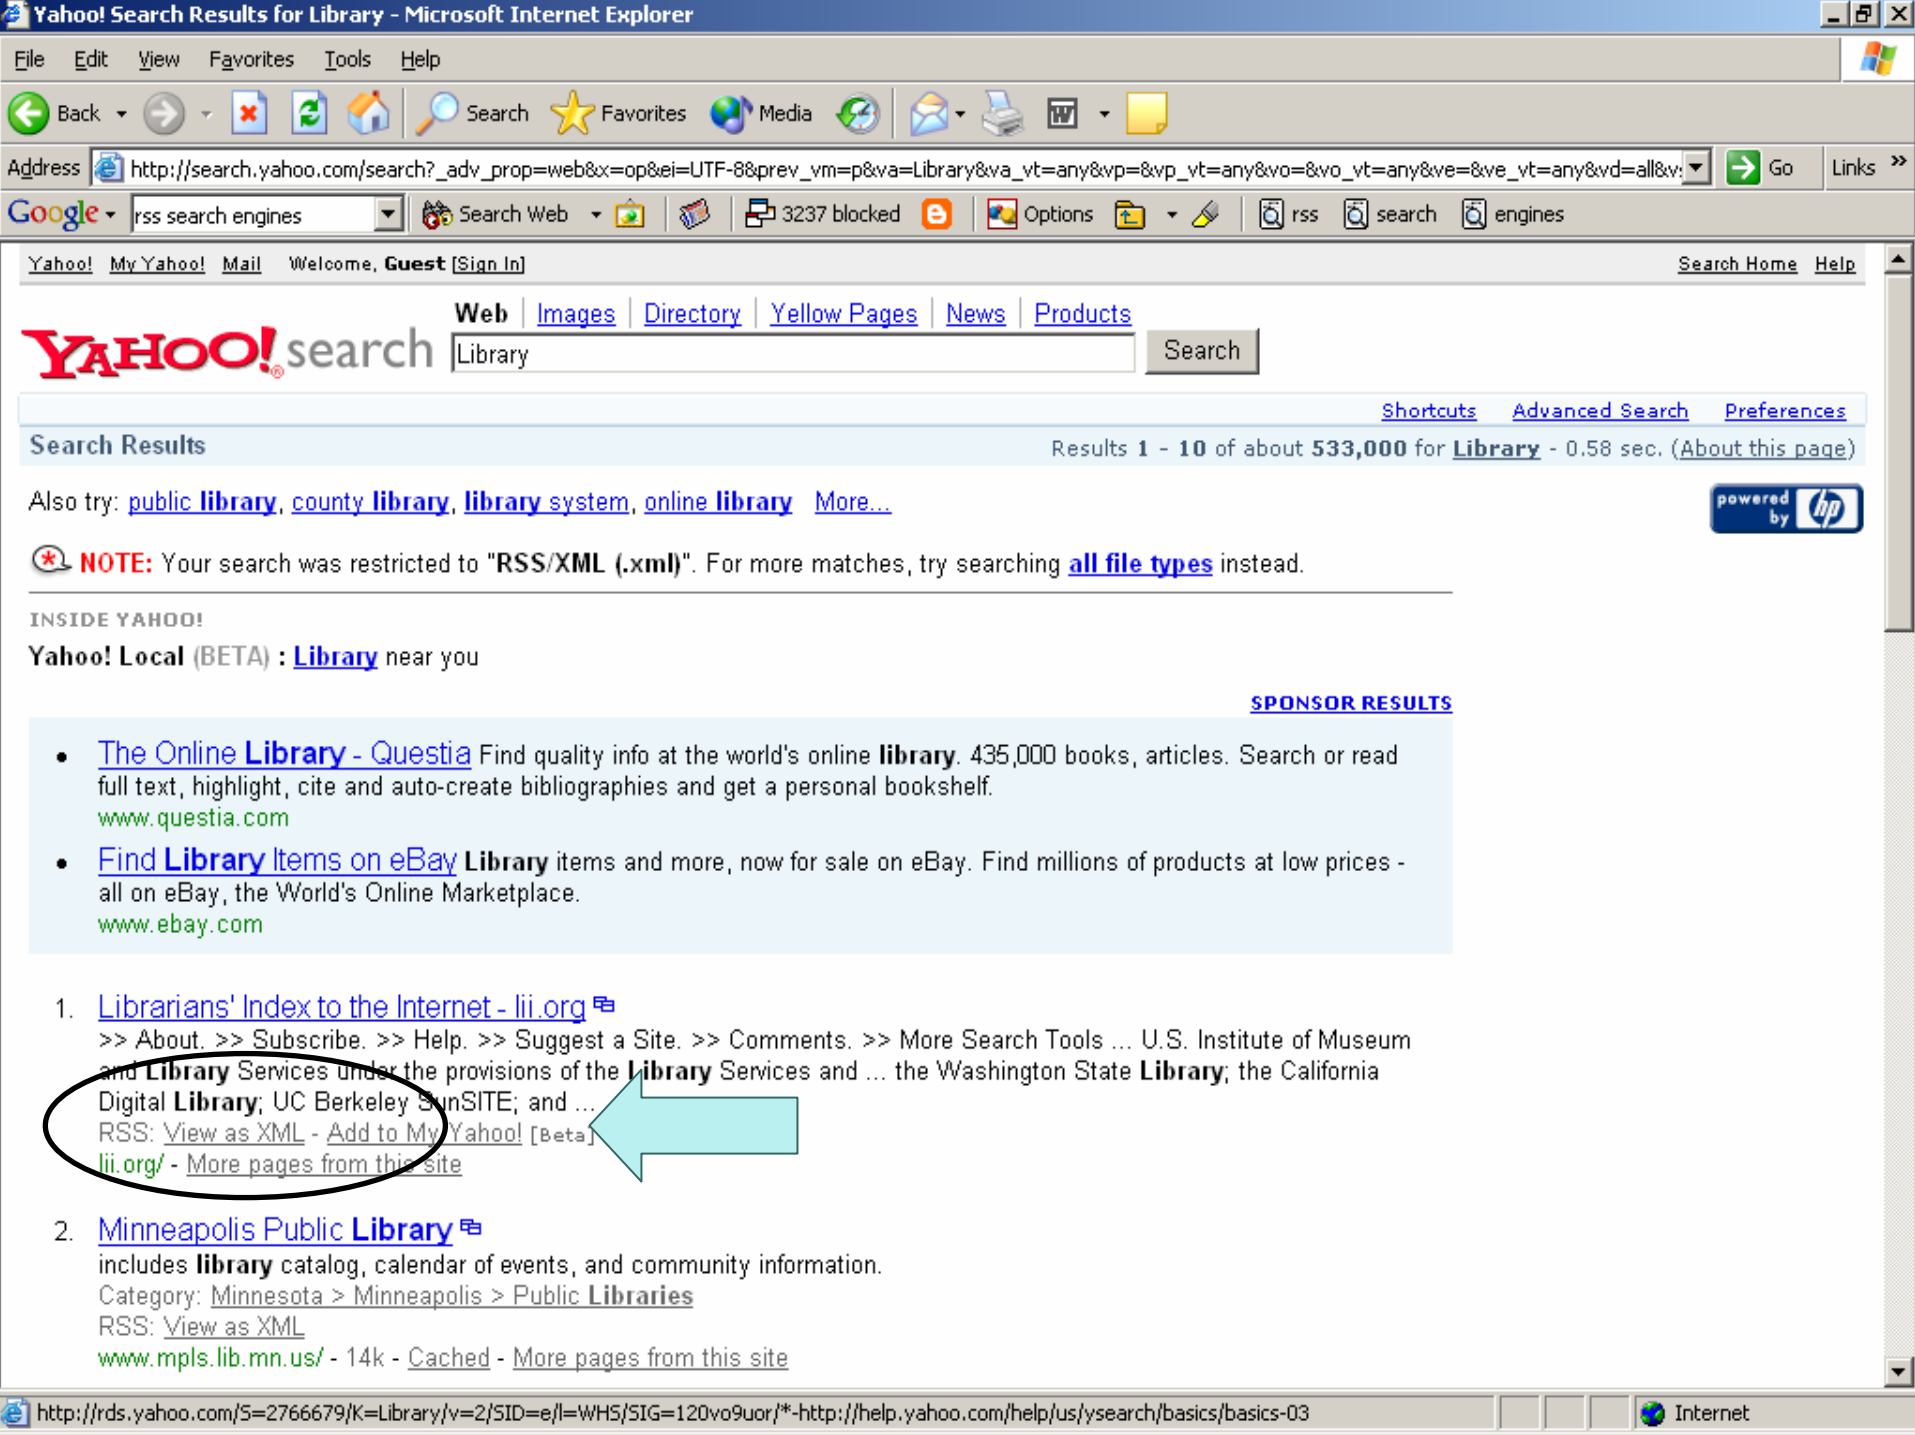 Yahoo! Search Results for Library - Microsoft Internet Explorer
File Edit View Favorites Tools Help
Back Search Favorites Media
Address http://search.yahoo.com/search?_adv_prop=web&x=op&ei=UTF-8&prev_vm=p&va=Library&va_vt=any&vp=&vp_vt=any&vo=&vo_vt=any&ve=&ve_vt=any&vd=all&v: Go Links »
Google rss search engines Search Web 3237 blocked Options rss search engines
Yahoo! My Yahoo! Mail Welcome, Guest [Sign In] Search Home Help
Web | Images | Directory | Yellow Pages | News | Products
YAHOO!® search Library Search
Shortcuts Advanced Search Preferences
Search Results Results 1 - 10 of about 533,000 for Library - 0.58 sec. (About this page)
Also try: public library, county library, library system, online library More...
powered by hp
NOTE: Your search was restricted to "RSS/XML (.xml)". For more matches, try searching all file types instead.
INSIDE YAHOO!
Yahoo! Local (BETA) : Library near you
SPONSOR RESULTS
• The Online Library - Questia Find quality info at the world's online library. 435,000 books, articles. Search or read
full text, highlight, cite and auto-create bibliographies and get a personal bookshelf.
www.questia.com
• Find Library Items on eBay Library items and more, now for sale on eBay. Find millions of products at low prices -
all on eBay, the World's Online Marketplace.
www.ebay.com
1. Librarians' Index to the Internet - lii.org
>> About. >> Subscribe. >> Help. >> Suggest a Site. >> Comments. >> More Search Tools ... U.S. Institute of Museum
and Library Services under the provisions of the Library Services and ... the Washington State Library; the California
Digital Library; UC Berkeley SunSITE; and ...
RSS: View as XML - Add to My Yahoo! [Beta]
lii.org/ - More pages from this site
2. Minneapolis Public Library
includes library catalog, calendar of events, and community information.
Category: Minnesota > Minneapolis > Public Libraries
RSS: View as XML
www.mpls.lib.mn.us/ - 14k - Cached - More pages from this site
http://rds.yahoo.com/S=2766679/K=Library/v=2/SID=e/l=WHS/SIG=120vo9uor/*-http://help.yahoo.com/help/us/ysearch/basics/basics-03 Internet